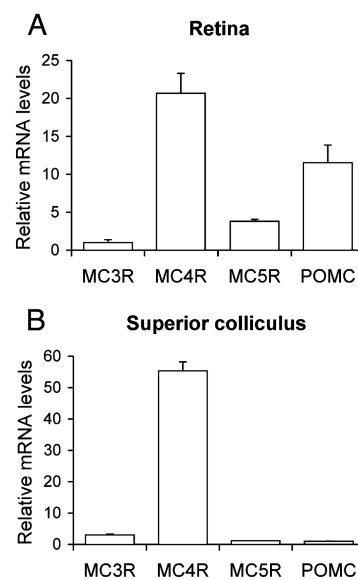 A
Retina
Relative mRNA levels
25
20
15
10
5
0
MC3R MC4R MC5R POMC
B
Superior colliculus
Relative mRNA levels
60
50
40
30
20
10
0
MC3R MC4R MC5R POMC